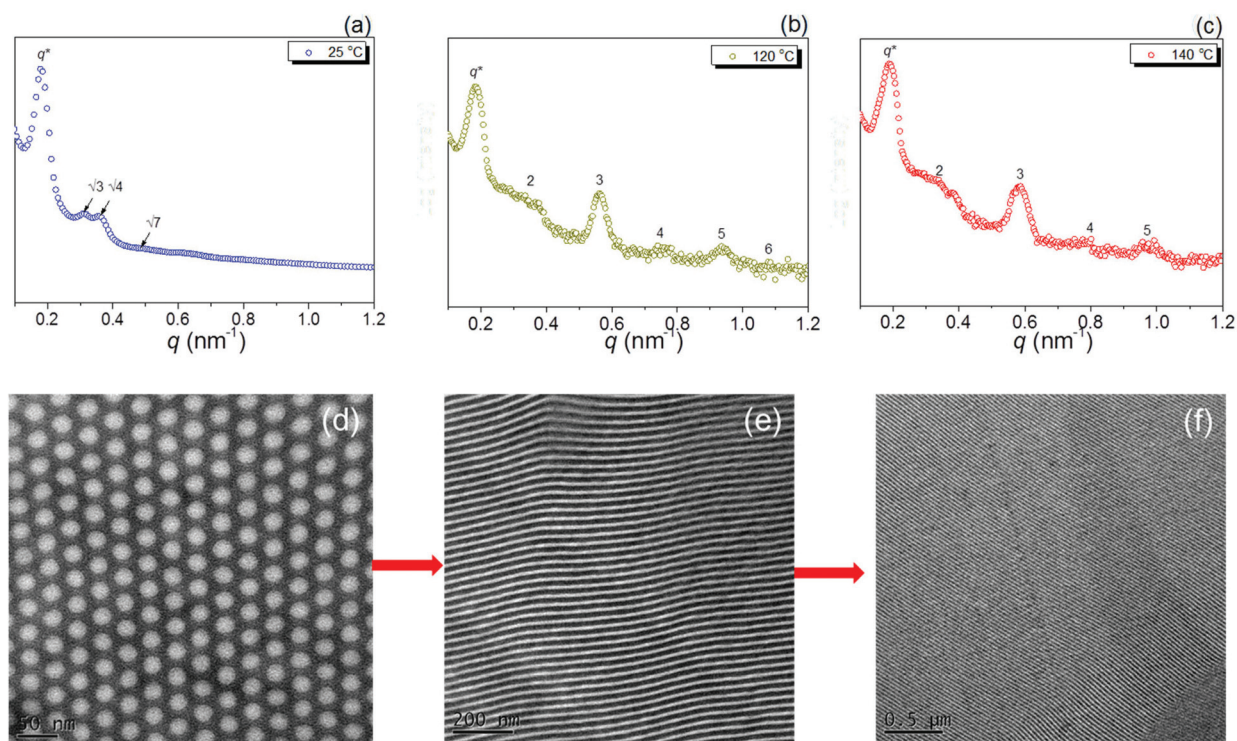 (a)
25 °C
q*
√3 √4
√7
0.2 0.4 0.6 0.8 1.0 1.2
q (nm⁻¹)
(b)
120 °C
q*
2
3
4
5
6
0.2 0.4 0.6 0.8 1.0 1.2
q (nm⁻¹)
(c)
140 °C
q*
2
3
4
5
0.2 0.4 0.6 0.8 1.0 1.2
q (nm⁻¹)
(d)
50 nm
(e)
200 nm
(f)
0.5 µm